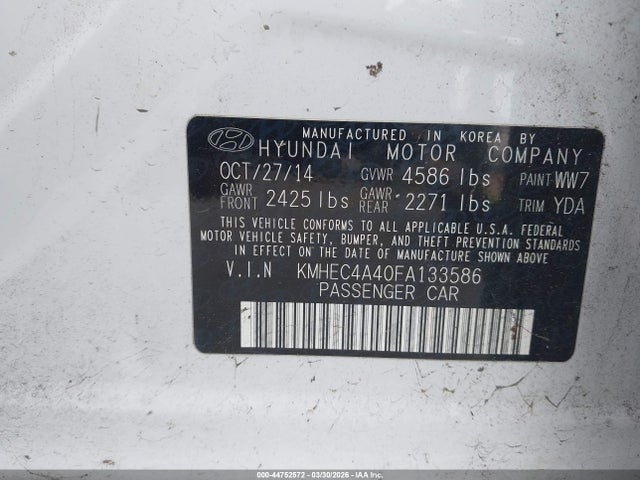 MANUFACTURED IN KOREA BY
HYUNDAI MOTOR COMPANY
OCT/27/14 GVWR 4586 lbs PAINT WW7
GAWR FRONT 2425 lbs GAWR REAR 2271 lbs TRIM YDA
THIS VEHICLE CONFORMS TO ALL APPLICABLE U.S.A. FEDERAL
MOTOR VEHICLE SAFETY, BUMPER, AND THEFT PREVENTION STANDARDS
IN EFFECT ON THE DATE OF MANUFACTURE SHOWN ABOVE.
V.I.N KMHEC4A40FA133586
PASSENGER CAR
000-44752572 - 03/30/2026 - COPART